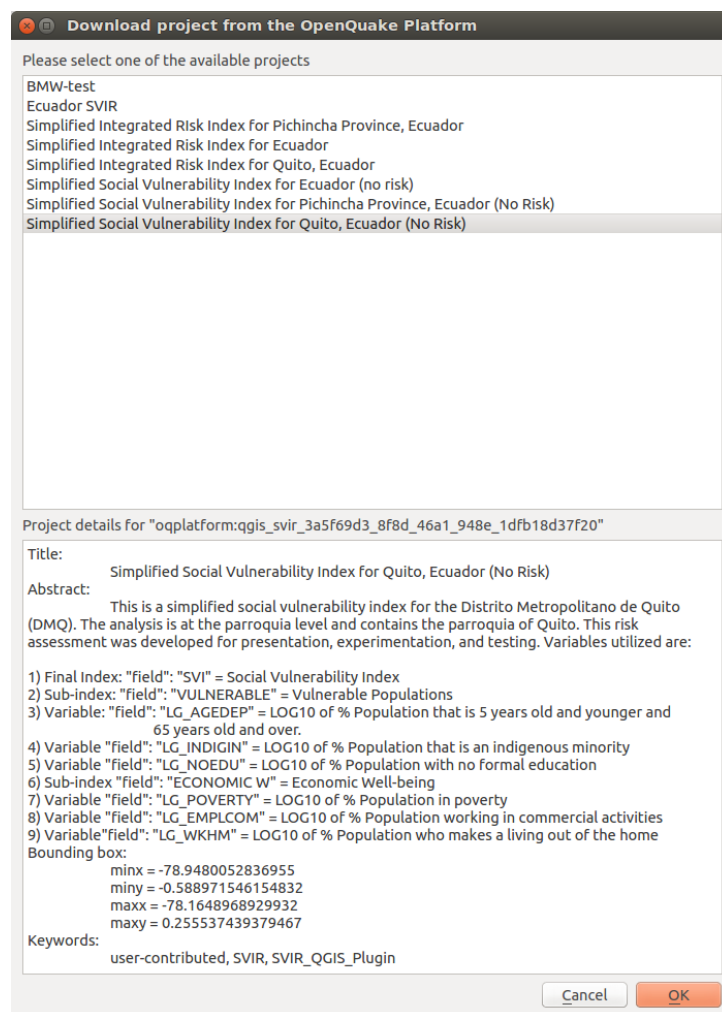 Download project from the OpenQuake Platform
Please select one of the available projects
BMW-test
Ecuador SVIR
Simplified Integrated RIsk Index for Pichincha Province, Ecuador
Simplified Integrated Risk Index for Ecuador
Simplified Integrated Risk Index for Quito, Ecuador
Simplified Social Vulnerability Index for Ecuador (no risk)
Simplified Social Vulnerability Index for Pichincha Province, Ecuador (No Risk)
Simplified Social Vulnerability Index for Quito, Ecuador (No Risk)
Project details for "oqplatform:qgis_svir_3a5f69d3_8f8d_46a1_948e_1dfb18d37f20"
Title:
Simplified Social Vulnerability Index for Quito, Ecuador (No Risk)
Abstract:
This is a simplified social vulnerability index for the Distrito Metropolitano de Quito
(DMQ). The analysis is at the parroquia level and contains the parroquia of Quito. This risk
assessment was developed for presentation, experimentation, and testing. Variables utilized are:
1) Final Index: "field": "SVI" = Social Vulnerability Index
2) Sub-index: "field": "VULNERABLE" = Vulnerable Populations
3) Variable: "field": "LG_AGEDEP" = LOG10 of % Population that is 5 years old and younger and
65 years old and over.
4) Variable "field": "LG_INDIGIN" = LOG10 of % Population that is an indigenous minority
5) Variable "field": "LG_NOEDU" = LOG10 of % Population with no formal education
6) Sub-index "field": "ECONOMIC W" = Economic Well-being
7) Variable "field": "LG_POVERTY" = LOG10 of % Population in poverty
8) Variable "field": "LG_EMPLCOM" = LOG10 of % Population working in commercial activities
9) Variable"field": "LG_WKHM" = LOG10 of % Population who makes a living out of the home
Bounding box:
minx = -78.9480052836955
miny = -0.588971546154832
maxx = -78.1648968929932
maxy = 0.255537439379467
Keywords:
user-contributed, SVIR, SVIR_QGIS_Plugin
Cancel OK